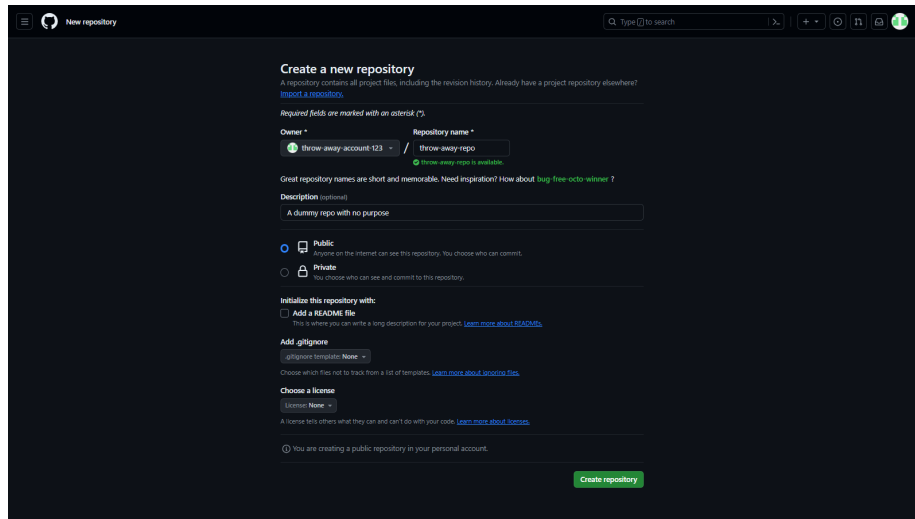 New repository
Type / to search
Create a new repository
A repository contains all project files, including the revision history. Already have a project repository elsewhere?
Import a repository.
Required fields are marked with an asterisk (*).
Owner *
Repository name *
throw-away-account-123
/
throw-away-repo
throw-away-repo is available.
Great repository names are short and memorable. Need inspiration? How about bug-free-octo-winner ?
Description (optional)
A dummy repo with no purpose
Public
Anyone on the internet can see this repository. You choose who can commit.
Private
You choose who can see and commit to this repository.
Initialize this repository with:
Add a README file
This is where you can write a long description for your project. Learn more about READMEs.
Add .gitignore
.gitignore template: None
Choose which files not to track from a list of templates. Learn more about ignoring files.
Choose a license
License: None
A license tells others what they can and can't do with your code. Learn more about licenses.
You are creating a public repository in your personal account.
Create repository